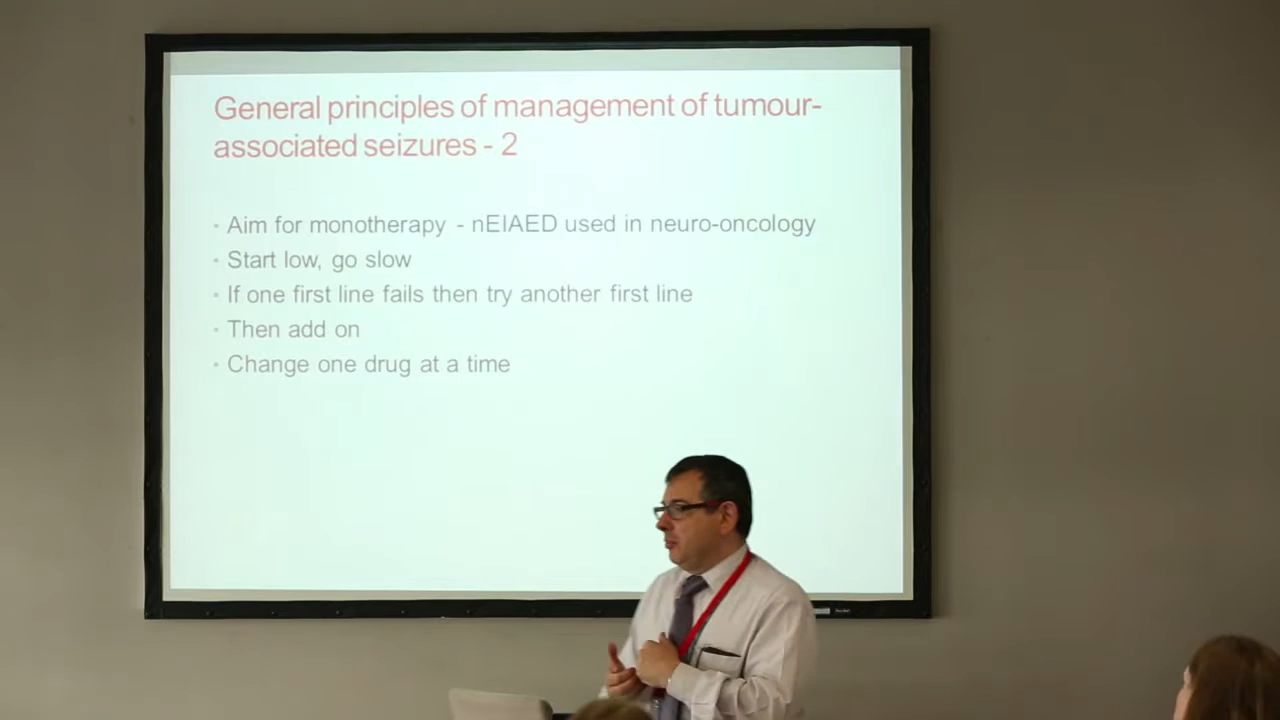 General principles of management of tumour-
associated seizures - 2
· Aim for monotherapy - nEIAED used in neuro-oncology
· Start low, go slow
· If one first line fails then try another first line
· Then add on
· Change one drug at a time